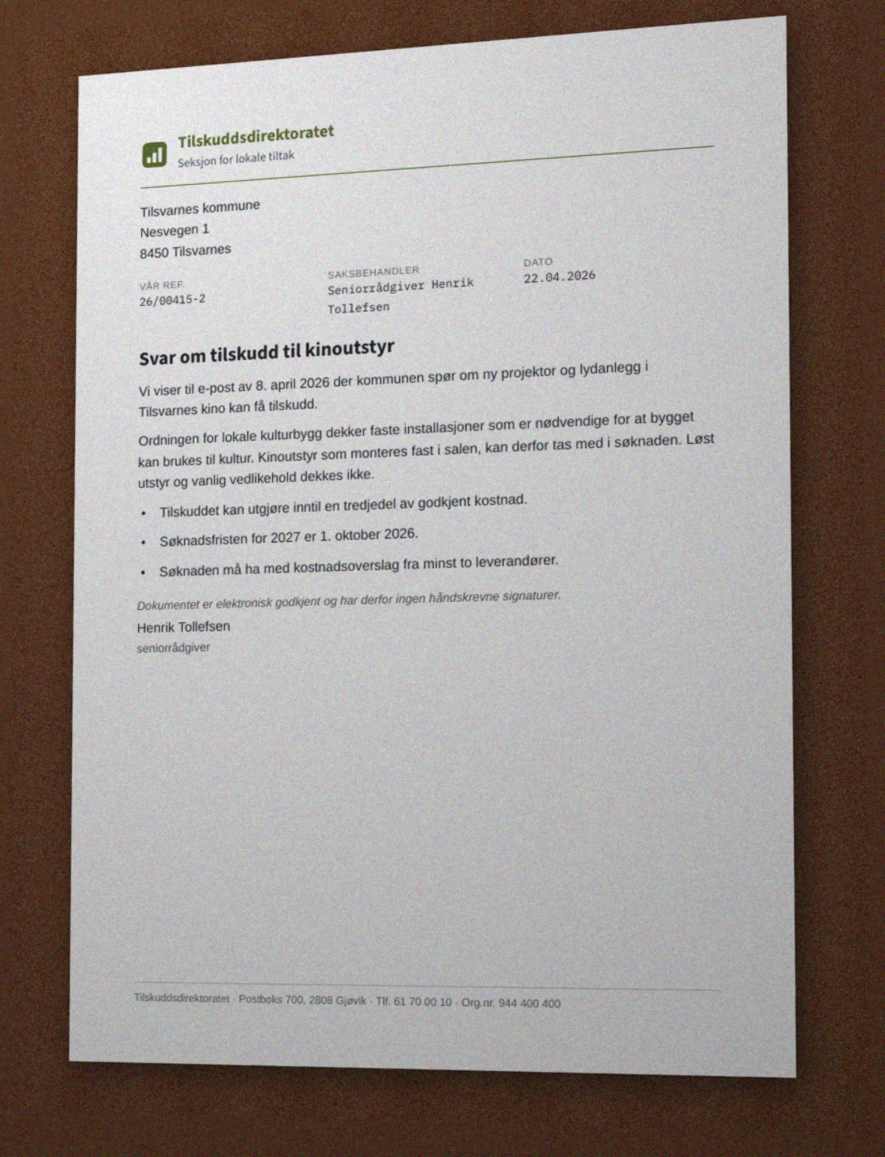 Tilskuddsdirektoratet
Seksjon for lokale tiltak
Tilsvarnes kommune
Nesvegen 1
8450 Tilsvarnes
VÅR REF.
26/00415-2
SAKSBEHANDLER
Seniorrådgiver Henrik
Tollefsen
DATO
22.04.2026
Svar om tilskudd til kinoutstyr
Vi viser til e-post av 8. april 2026 der kommunen spør om ny projektor og lydanlegg i
Tilsvarnes kino kan få tilskudd.
Ordningen for lokale kulturbygg dekker faste installasjoner som er nødvendige for at bygget
kan brukes til kultur. Kinoutstyr som monteres fast i salen, kan derfor tas med i søknaden. Løst
utstyr og vanlig vedlikehold dekkes ikke.
• Tilskuddet kan utgjøre inntil en tredjedel av godkjent kostnad.
• Søknadsfristen for 2027 er 1. oktober 2026.
• Søknaden må ha med kostnadsoverslag fra minst to leverandører.
Dokumentet er elektronisk godkjent og har derfor ingen håndskrevne signaturer.
Henrik Tollefsen
seniorrådgiver
Tilskuddsdirektoratet · Postboks 700, 2808 Gjøvik · Tlf. 61 70 00 10 · Org.nr. 944 400 400